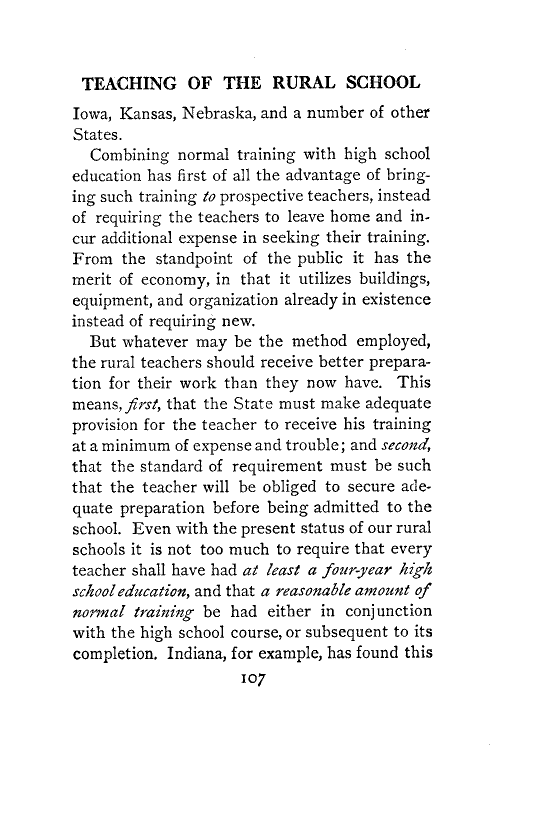 TEACHING OF THE RURAL SCHOOL
Iowa, Kansas, Nebraska, and a number of other
States.
Combining normal training with high school
education has first of all the advantage of bring-
ing such training to prospective teachers, instead
of requiring the teachers to leave home and in-
cur additional expense in seeking their training.
From the standpoint of the public it has the
merit of economy, in that it utilizes buildings,
equipment, and organization already in existence
instead of requiring new.
But whatever may be the method employed,
the rural teachers should receive better prepara-
tion for their work than they now have. This
means, first, that the State must make adequate
provision for the teacher to receive his training
at a minimum of expense and trouble; and second,
that the standard of requirement must be such
that the teacher will be obliged to secure ade-
quate preparation before being admitted to the
school. Even with the present status of our rural
schools it is not too much to require that every
teacher shall have had at least a four-year high
school education, and that a reasonable amount of
normal training be had either in conjunction
with the high school course, or subsequent to its
completion. Indiana, for example, has found this
107